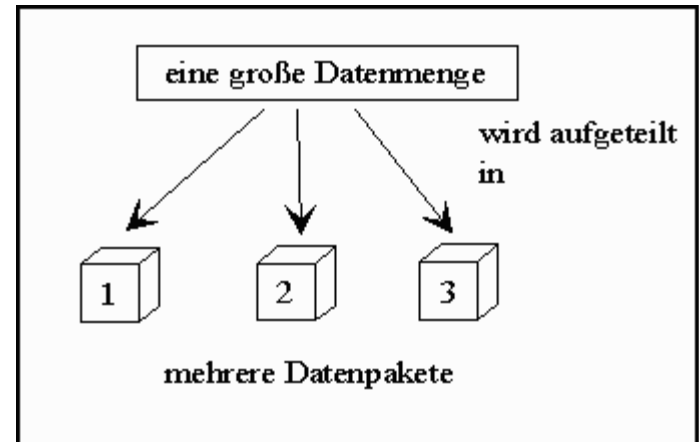 eine große Datenmenge
wird aufgeteilt
in
1 2 3
mehrere Datenpakete